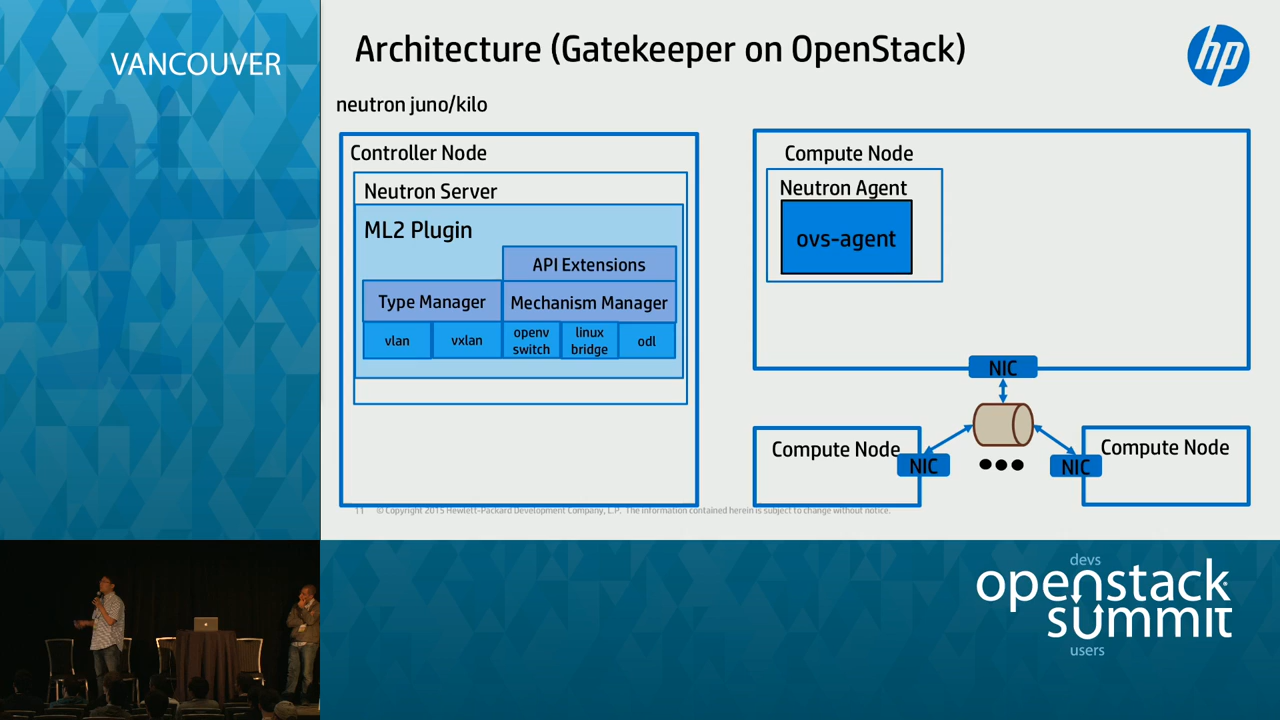 VANCOUVER
Architecture (Gatekeeper on OpenStack)
hp
neutron juno/kilo
Controller Node
Neutron Server
ML2 Plugin
API Extensions
Type Manager
Mechanism Manager
vlan
vxlan
openv
switch
linux
bridge
odl
Compute Node
Neutron Agent
ovs-agent
NIC
Compute Node
NIC
NIC
Compute Node
11 © Copyright 2015 Hewlett-Packard Development Company, L.P. The information contained herein is subject to change without notice.
devs
openstack
summit
users